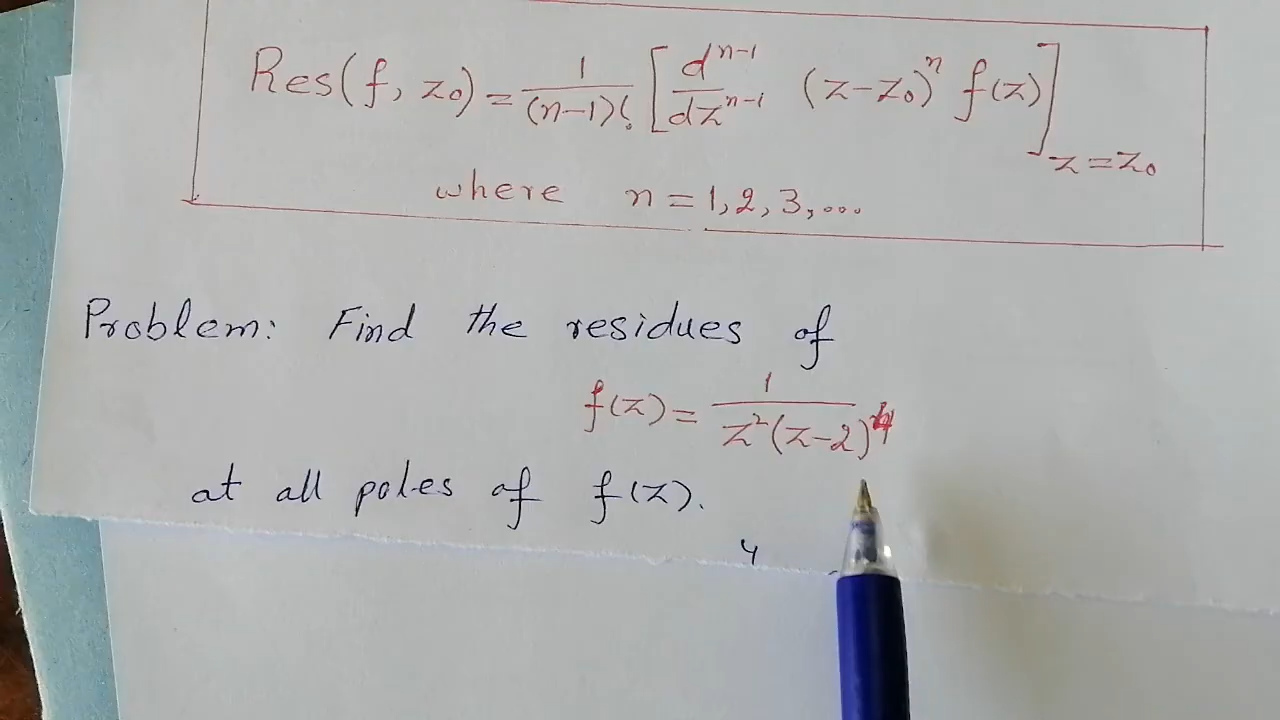 Res(f, z₀) = 1/(n-1)! [d^(n-1)/dz^(n-1) (z-z₀)^n f(z)]_(z=z₀)
where n = 1, 2, 3, ...
Problem: Find the residues of
f(z) = 1/(z²(z-2)⁴)
at all poles of f(z).
4